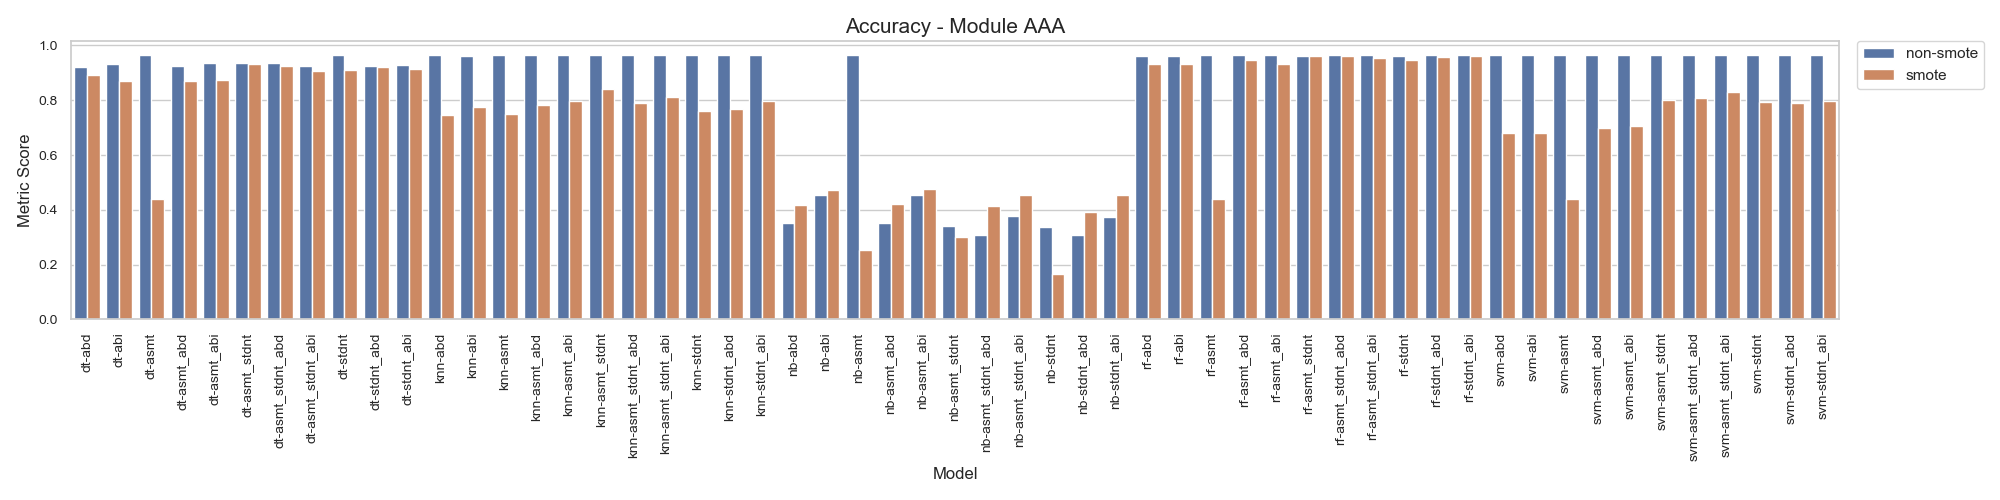 Accuracy - Module AAA
non-smote
smote
Metric Score
1.0
0.8
0.6
0.4
0.2
0.0
dt-abd
dt-abi
dt-asmt
dt-asmt_abd
dt-asmt_abi
dt-asmt_stdnt
dt-asmt_stdnt_abd
dt-asmt_stdnt_abi
dt-stdnt
dt-stdnt_abd
dt-stdnt_abi
knn-abd
knn-abi
knn-asmt
knn-asmt_abd
knn-asmt_abi
knn-asmt_stdnt
knn-asmt_stdnt_abd
knn-asmt_stdnt_abi
knn-stdnt
knn-stdnt_abd
knn-stdnt_abi
nb-abd
nb-abi
nb-asmt
nb-asmt_abd
nb-asmt_abi
nb-asmt_stdnt
nb-asmt_stdnt_abd
nb-asmt_stdnt_abi
nb-stdnt
nb-stdnt_abd
nb-stdnt_abi
rf-abd
rf-abi
rf-asmt
rf-asmt_abd
rf-asmt_abi
rf-asmt_stdnt
rf-asmt_stdnt_abd
rf-asmt_stdnt_abi
rf-stdnt
rf-stdnt_abd
rf-stdnt_abi
svm-abd
svm-abi
svm-asmt
svm-asmt_abd
svm-asmt_abi
svm-asmt_stdnt
svm-asmt_stdnt_abd
svm-asmt_stdnt_abi
svm-stdnt
svm-stdnt_abd
svm-stdnt_abi
Model